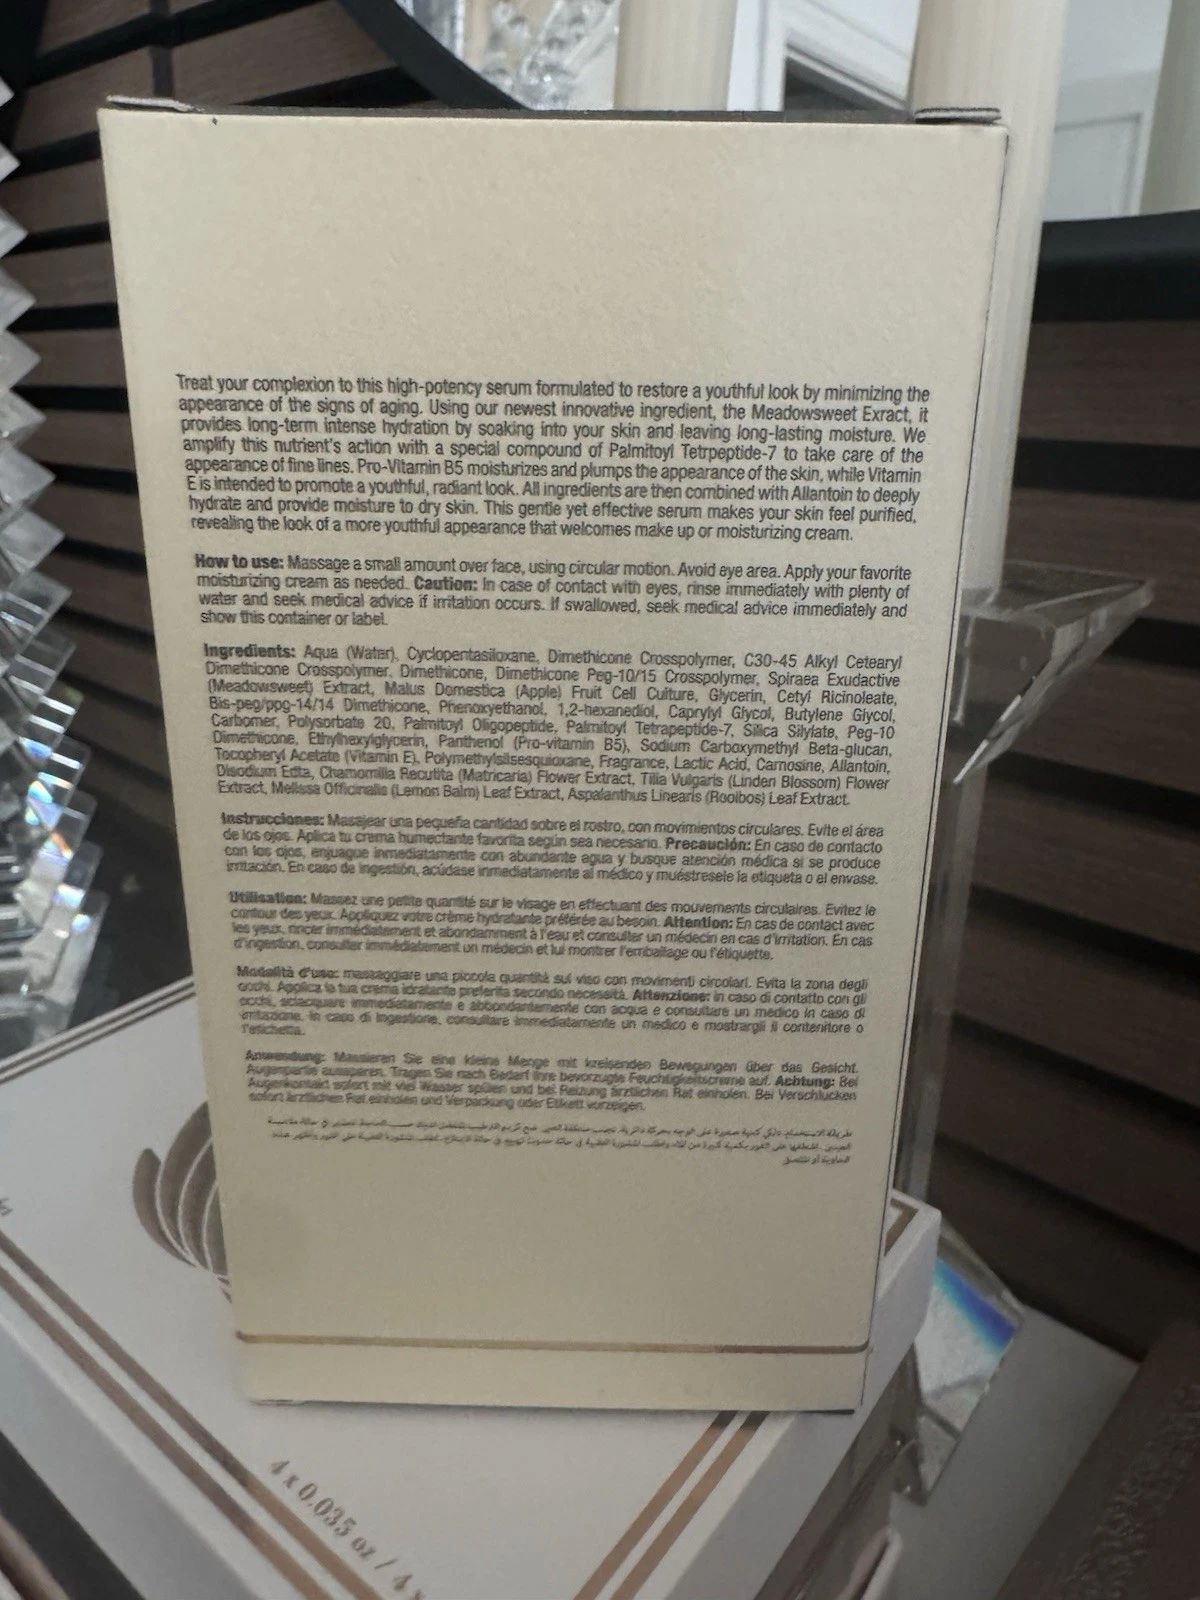 Treat your complexion to this high-potency serum formulated to restore a youthful look by minimizing the
appearance of the signs of aging. Using our newest innovative ingredient, the Meadowsweet Exract, it
provides long-term intense hydration by soaking into your skin and leaving long-lasting moisture. We
amplify this nutrient's action with a special compound of Palmitoyl Tetrpeptide-7 to take care of the
appearance of fine lines. Pro-Vitamin B5 moisturizes and plumps the appearance of the skin, while Vitamin
E is intended to promote a youthful, radiant look. All ingredients are then combined with Allantoin to deeply
hydrate and provide moisture to dry skin. This gentle yet effective serum makes your skin feel purified,
revealing the look of a more youthful appearance that welcomes make up or moisturizing cream.
How to use: Massage a small amount over face, using circular motion. Avoid eye area. Apply your favorite
moisturizing cream as needed. Caution: In case of contact with eyes, rinse immediately with plenty of
water and seek medical advice if irritation occurs. If swallowed, seek medical advice immediately and
show this container or label.
Ingredients: Aqua (Water), Cyclopentasiloxane, Dimethicone Crosspolymer, C30-45 Alkyl Cetearyl
Dimethicone Crosspolymer, Dimethicone, Dimethicone Peg-10/15 Crosspolymer, Spiraea Exudactive
(Meadowsweet) Extract, Malus Domestica (Apple) Fruit Cell Culture, Glycerin, Cetyl Ricinoleate,
Bis-peg/ppg-14/14 Dimethicone, Phenoxyethanol, 1,2-hexanediol, Caprylyl Glycol, Butylene Glycol,
Carbomer, Polysorbate 20, Palmitoyl Oligopeptide, Palmitoyl Tetrapeptide-7, Silica Silylate, Peg-10
Dimethicone, Ethylhexylglycerin, Panthenol (Pro-vitamin B5), Sodium Carboxymethyl Beta-glucan,
Tocopheryl Acetate (Vitamin E), Polymethylsilsesquioxane, Fragrance, Lactic Acid, Carnosine, Allantoin,
Disodium Edta, Chamomilla Recutita (Matricaria) Flower Extract, Tilia Vulgaris (Linden Blossom) Flower
Extract, Melissa Officinalis (Lemon Balm) Leaf Extract, Aspalanthus Linearis (Rooibos) Leaf Extract.
Instrucciones: Masajear una pequeña cantidad sobre el rostro, con movimientos circulares. Evite el área
de los ojos. Aplica tu crema humectante favorita según sea necesario. Precaución: En caso de contacto
con los ojos, enjuague inmediatamente con abundante agua y busque atención médica si se produce
irritación. En caso de ingestión, acúdase inmediatamente al médico y muéstresele la etiqueta o el envase.
Utilisation: Massez une petite quantité sur le visage en effectuant des mouvements circulaires. Evitez le
contour des yeux. Appliquez votre crème hydratante préférée au besoin. Attention: En cas de contact avec
les yeux, rincer immédiatement et abondamment à l'eau et consulter un médecin en cas d'irritation. En cas
d'ingestion, consulter immédiatement un médecin et lui montrer l'emballage ou l'étiquette.
Modalità d'uso: massaggiare una piccola quantità sul viso con movimenti circolari. Evita la zona degli
occhi. Applica la tua crema idratante preferita secondo necessità. Attenzione: in caso di contatto con gli
occhi, sciacquare immediatamente e abbondantemente con acqua e consultare un medico in caso di
irritazione. In caso di ingestione, consultare immediatamente un medico e mostrargli il contenitore o
l'etichetta.
Anwendung: Massieren Sie eine kleine Menge mit kreisenden Bewegungen über das Gesicht.
Augenpartie aussparen. Tragen Sie nach Bedarf Ihre bevorzugte Feuchtigkeitscreme auf. Achtung: Bei
Augenkontakt sofort mit viel Wasser spülen und bei Reizung ärztlichen Rat einholen. Bei Verschlucken
sofort ärztlichen Rat einholen und Verpackung oder Etikett vorzeigen.
4 x 0.035 oz / 4 x